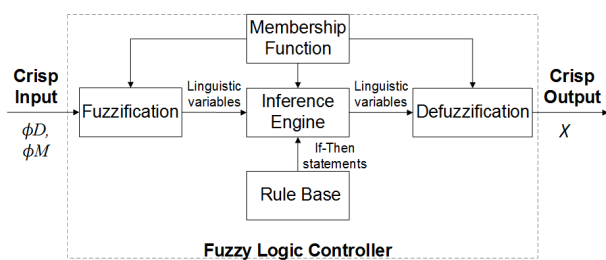 Membership
Function
Crisp
Input
Linguistic
variables
Linguistic
variables
Crisp
Output
Fuzzification
Inference
Engine
Defuzzification
ϕD,
ϕM
X
If-Then
statements
Rule Base
Fuzzy Logic Controller